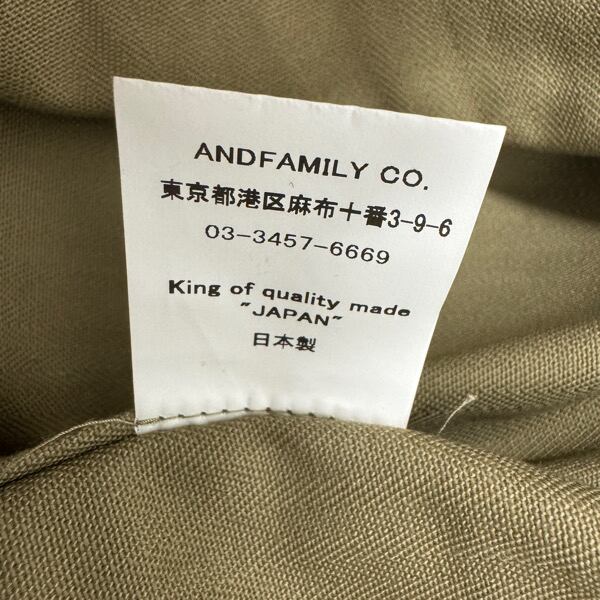 ANDFAMILY CO.
東京都港区麻布十番3-9-6
03-3457-6669
King of quality made
"JAPAN"
日本製